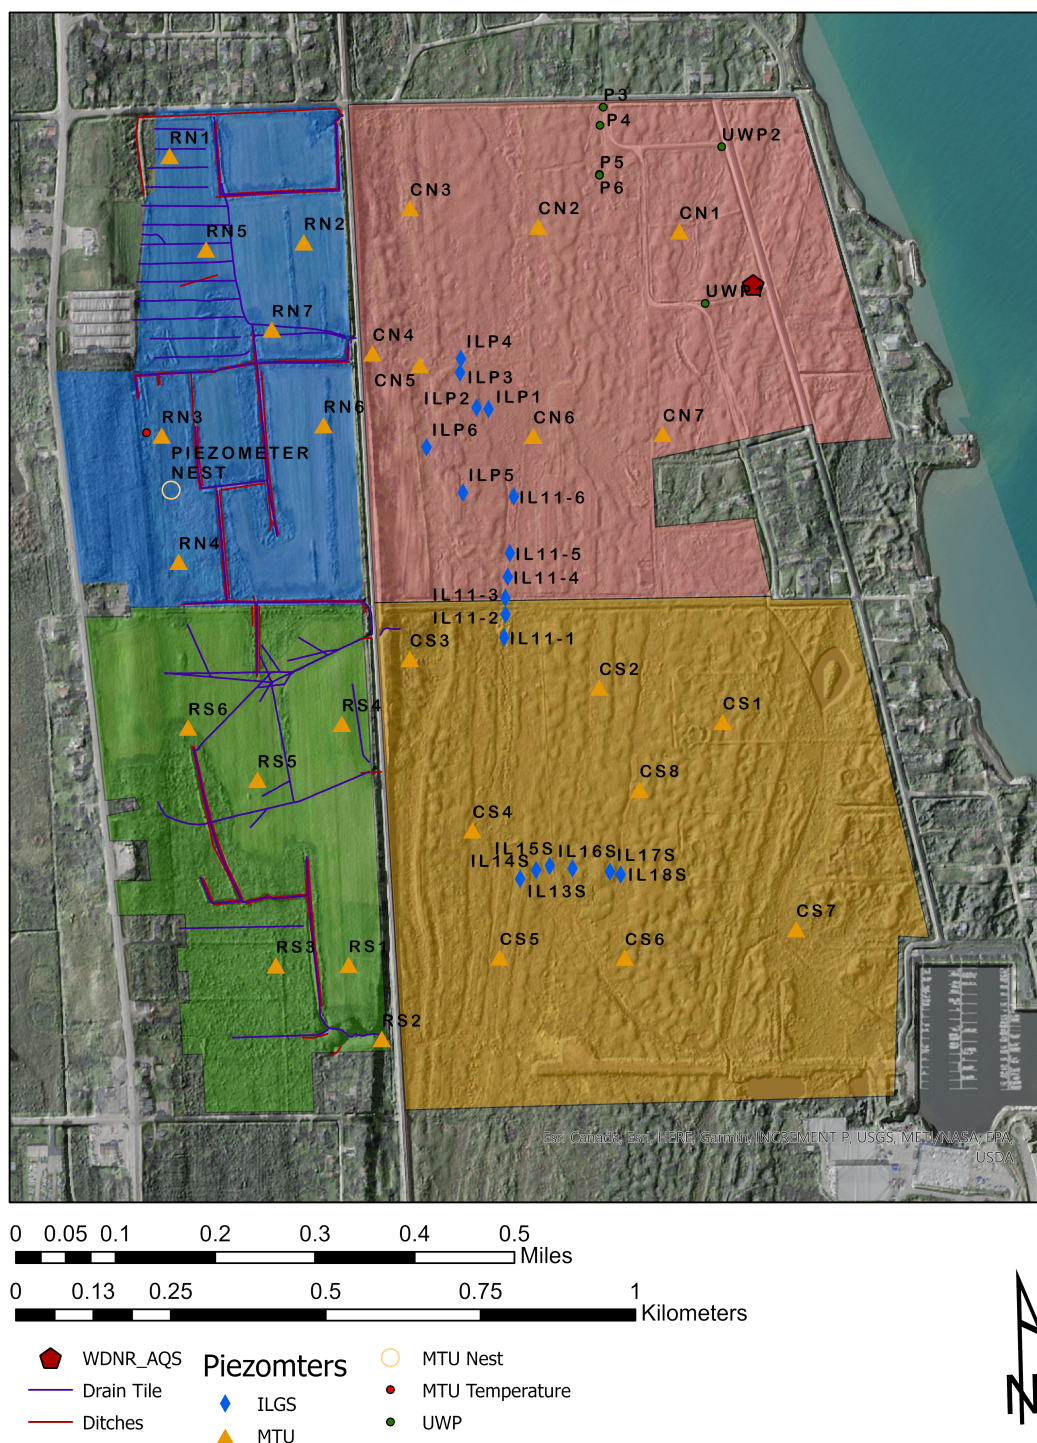 P3
P4
UWP2
RN1
P5
P6
CN3
CN2
CN1
RN5
RN2
UWP1
RN7
CN4
ILP4
CN5
ILP3
ILP2
ILP1
RN6
RN3
CN6
CN7
ILP6
PIEZOMETER
NEST
ILP5
IL11-6
RN4
IL11-5
IL11-4
IL11-3
IL11-2
IL11-1
CS3
CS2
RS6
RS4
CS1
RS5
CS8
CS4
IL15S
IL16S
IL17S
IL14S
IL18S
IL13S
CS7
RS3
RS1
CS5
CS6
RS2
Esri Canada, Esri, HERE, Garmin, INCREMENT P, USGS, METI/NASA, EPA,
USDA
0 0.05 0.1 0.2 0.3 0.4 0.5
Miles
0 0.13 0.25 0.5 0.75 1
Kilometers
WDNR_AQS
Drain Tile
Ditches
Piezomters
ILGS
MTU
MTU Nest
MTU Temperature
UWP
N